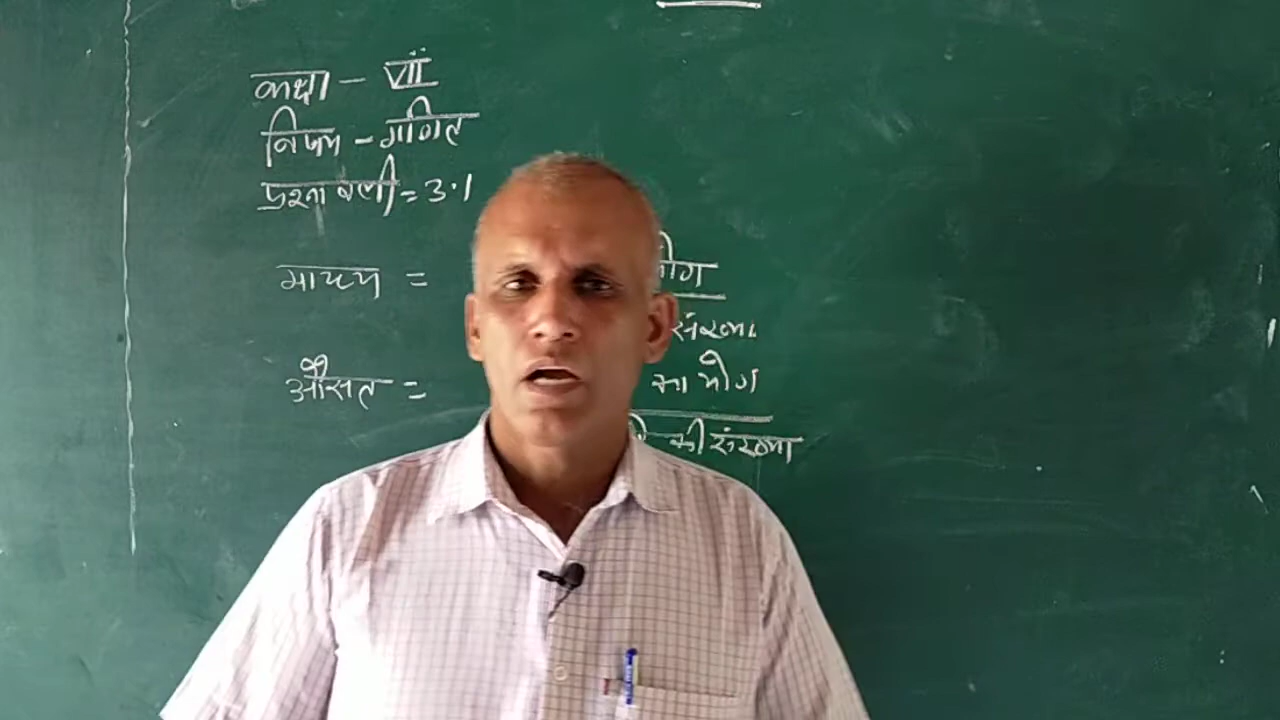 कक्षा - VII
विषय - गणित
प्रश्नावली = 3.1
माध्य =
योग
संख्या
औसत =
का योग
की संख्या